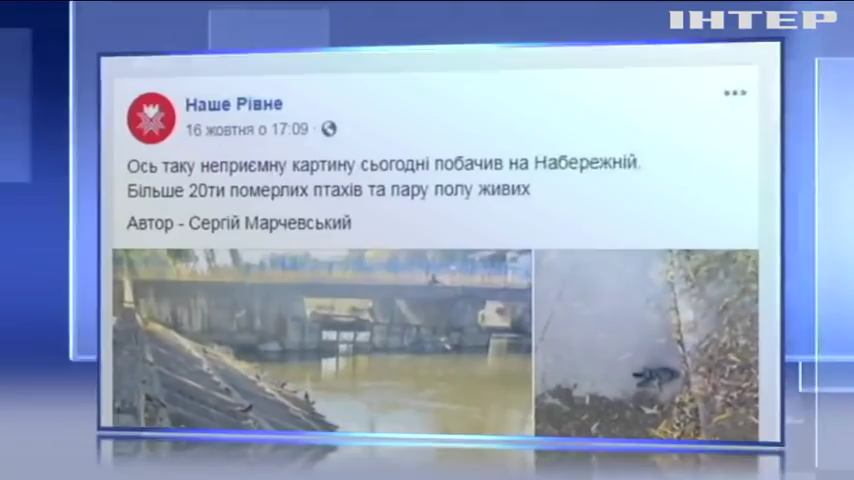 ІНТЕР
Наше Рівне
16 жовтня о 17:09 ·
Ось таку неприємну картину сьогодні побачив на Набережній.
Більше 20ти померлих птахів та пару полу живих
Автор - Сергій Марчевський